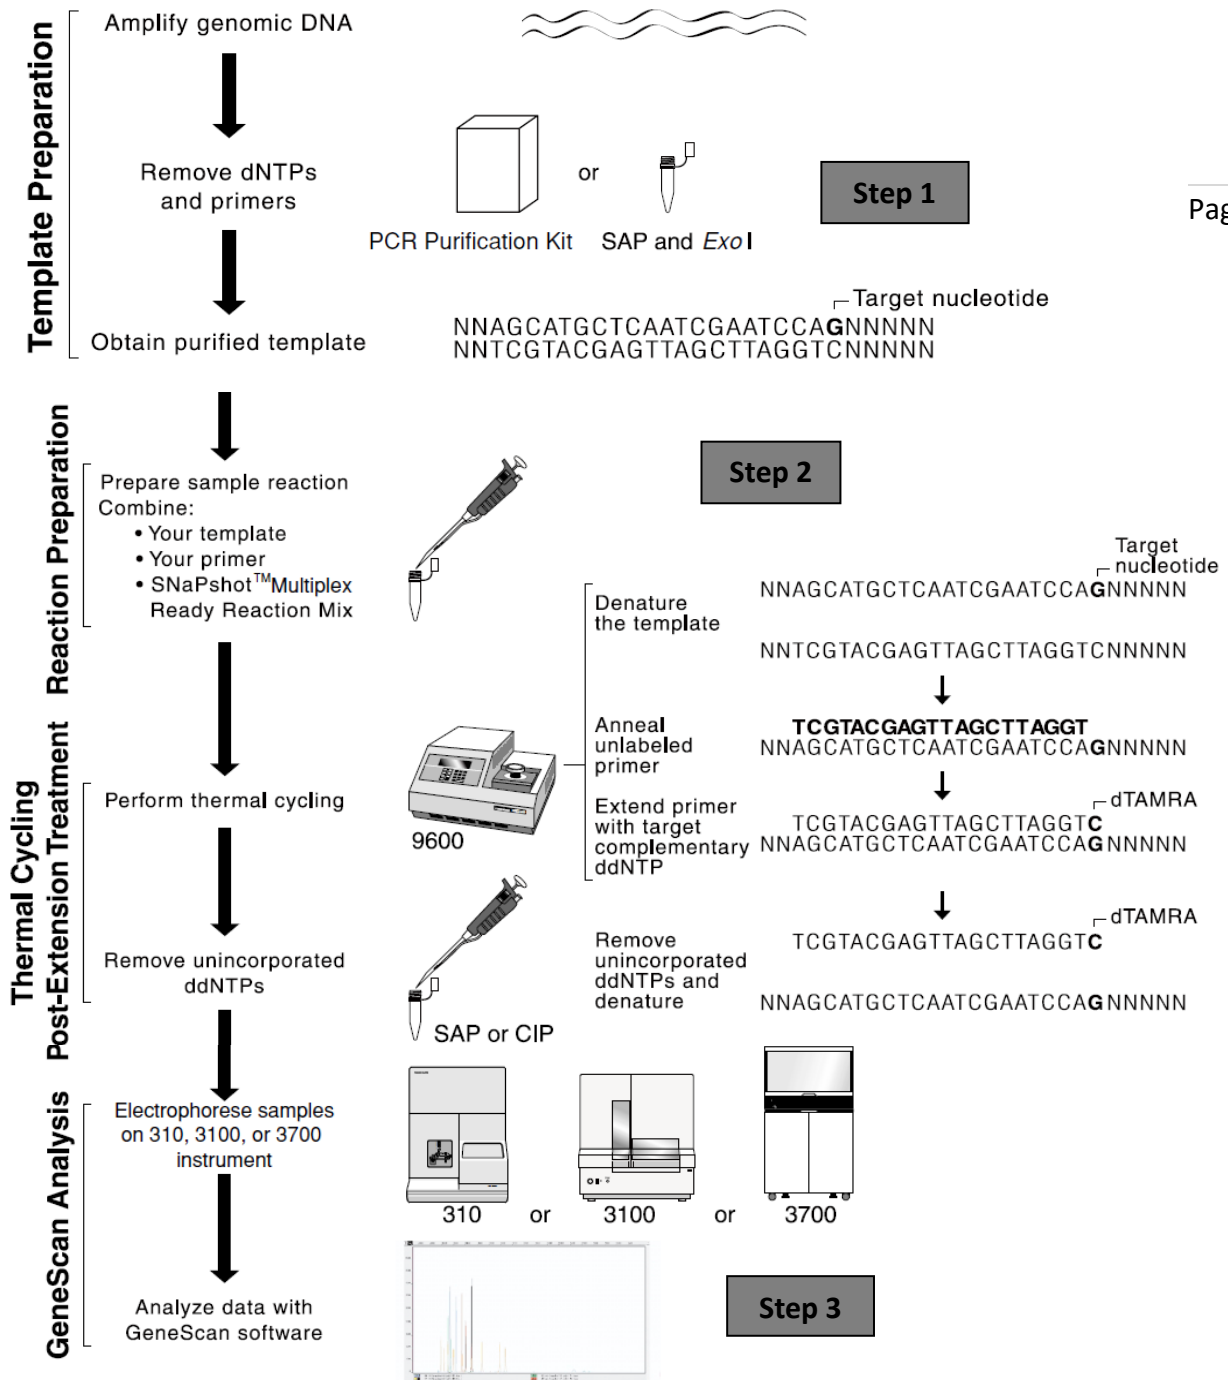 Template Preparation
Amplify genomic DNA
Remove dNTPs
and primers
PCR Purification Kit
or
SAP and Exo I
Step 1
Pag
Obtain purified template
Target nucleotide
NNAGCATGCTCAATCGAATCCAGNNNNN
NNTCGTACGAGTTAGCTTAGGTCNNNNN
Reaction Preparation
Prepare sample reaction
Combine:
• Your template
• Your primer
• SNaPshot™Multiplex
Ready Reaction Mix
Step 2
Thermal Cycling
Post-Extension Treatment
Perform thermal cycling
9600
Denature
the template
Target
nucleotide
NNAGCATGCTCAATCGAATCCAGNNNNN
NNTCGTACGAGTTAGCTTAGGTCNNNNN
Anneal
unlabeled
primer
TCGTACGAGTTAGCTTAGGT
NNAGCATGCTCAATCGAATCCAGNNNNN
Extend primer
with target
complementary
ddNTP
dTAMRA
TCGTACGAGTTAGCTTAGGTC
NNAGCATGCTCAATCGAATCCAGNNNNN
Remove unincorporated
ddNTPs
SAP or CIP
Remove
unincorporated
ddNTPs and
denature
dTAMRA
TCGTACGAGTTAGCTTAGGTC
NNAGCATGCTCAATCGAATCCAGNNNNN
GeneScan Analysis
Electrophorese samples
on 310, 3100, or 3700
instrument
310 or 3100 or 3700
Analyze data with
GeneScan software
Step 3